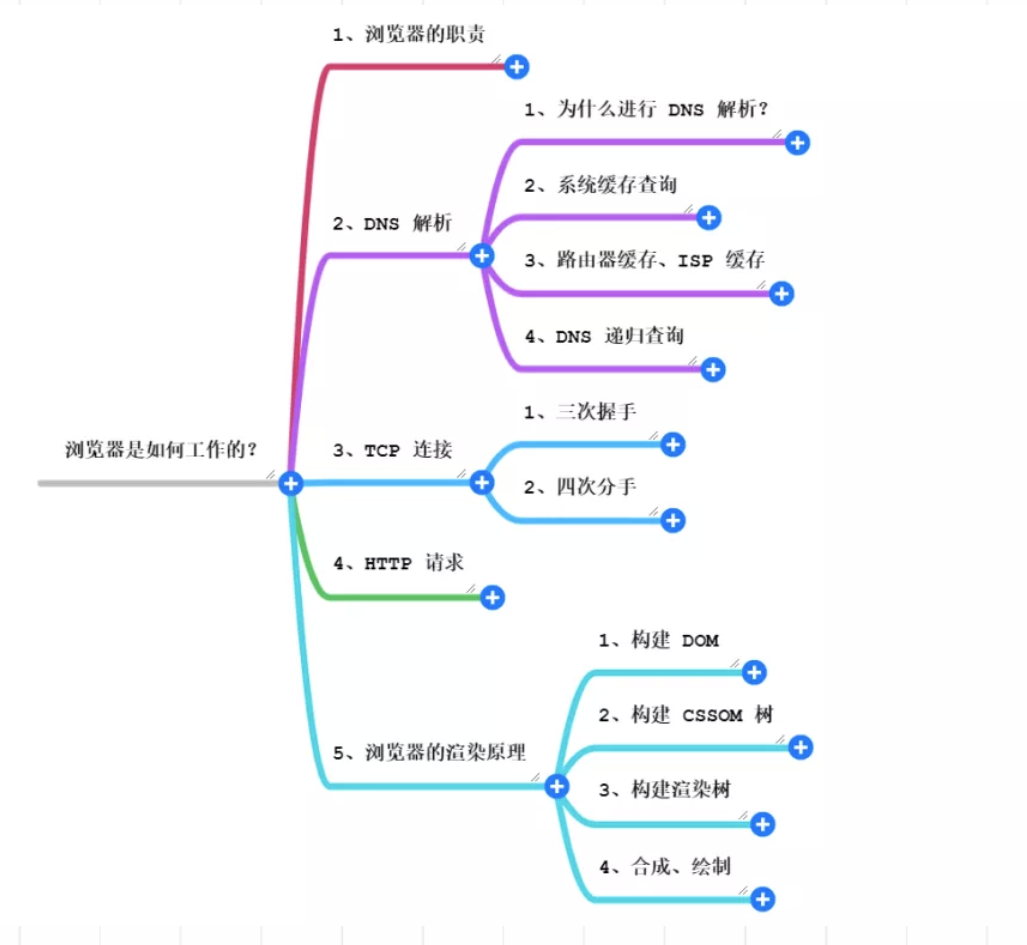 浏览器是如何工作的?
1、浏览器的职责
2、DNS 解析
1、为什么进行 DNS 解析?
2、系统缓存查询
3、路由器缓存、ISP 缓存
4、DNS 递归查询
3、TCP 连接
1、三次握手
2、四次分手
4、HTTP 请求
5、浏览器的渲染原理
1、构建 DOM
2、构建 CSSOM 树
3、构建渲染树
4、合成、绘制